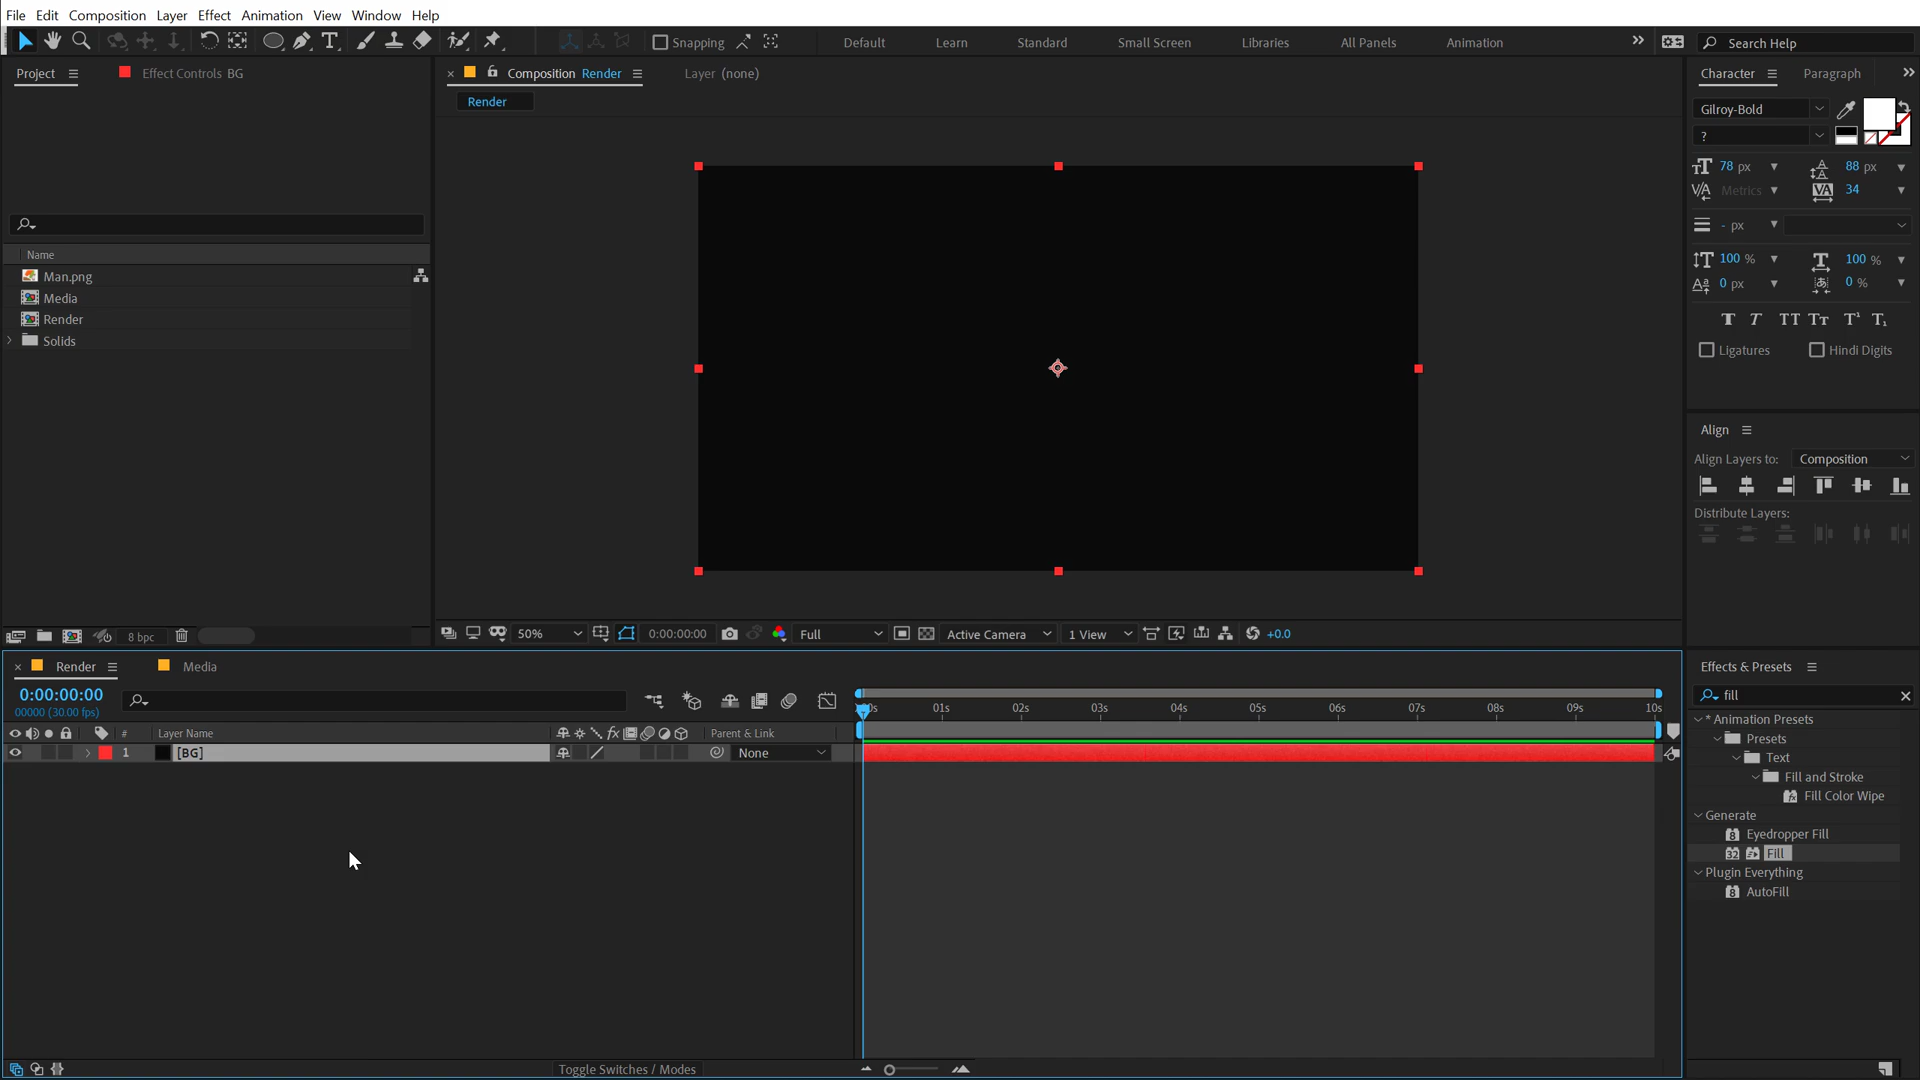 File Edit Composition Layer Effect Animation View Window Help
Snapping Default Learn Standard Small Screen Libraries All Panels Animation Search Help
Project Effect Controls BG Composition Render Layer (none) Character Paragraph
Render
Gilroy-Bold
?
78 px 88 px
Metrics 34
- px
100 % 100 %
0 px 0 %
Ligatures Hindi Digits
Name
Man.png
Media
Render
Solids
Align
Align Layers to: Composition
Distribute Layers:
8 bpc 50% 0:00:00:00 Full Active Camera 1 View +0.0
Render Media Effects & Presets
0:00:00:00
00000 (30.00 fps)
fill
01s 02s 03s 04s 05s 06s 07s 08s 09s 10s
# Layer Name Parent & Link
1 [BG] None
* Animation Presets
Presets
Text
Fill and Stroke
Fill Color Wipe
Generate
Eyedropper Fill
Fill
Plugin Everything
AutoFill
Toggle Switches / Modes